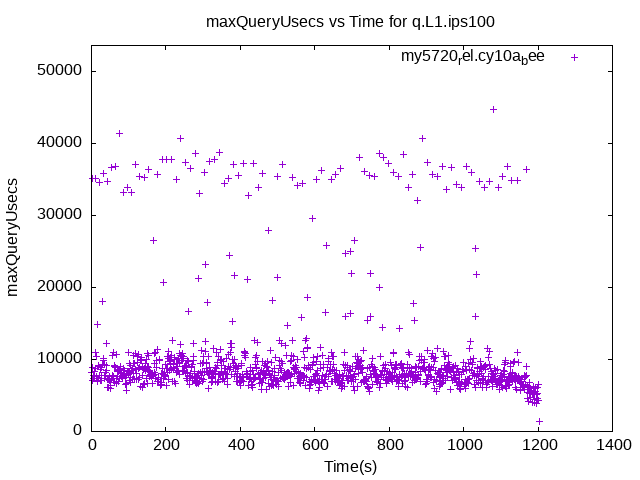 maxQueryUsecs vs Time for q.L1.ips100
my5720rel.cy10abee
50000
40000
30000
20000
10000
0
maxQueryUsecs
0 200 400 600 800 1000 1200 1400
Time(s)